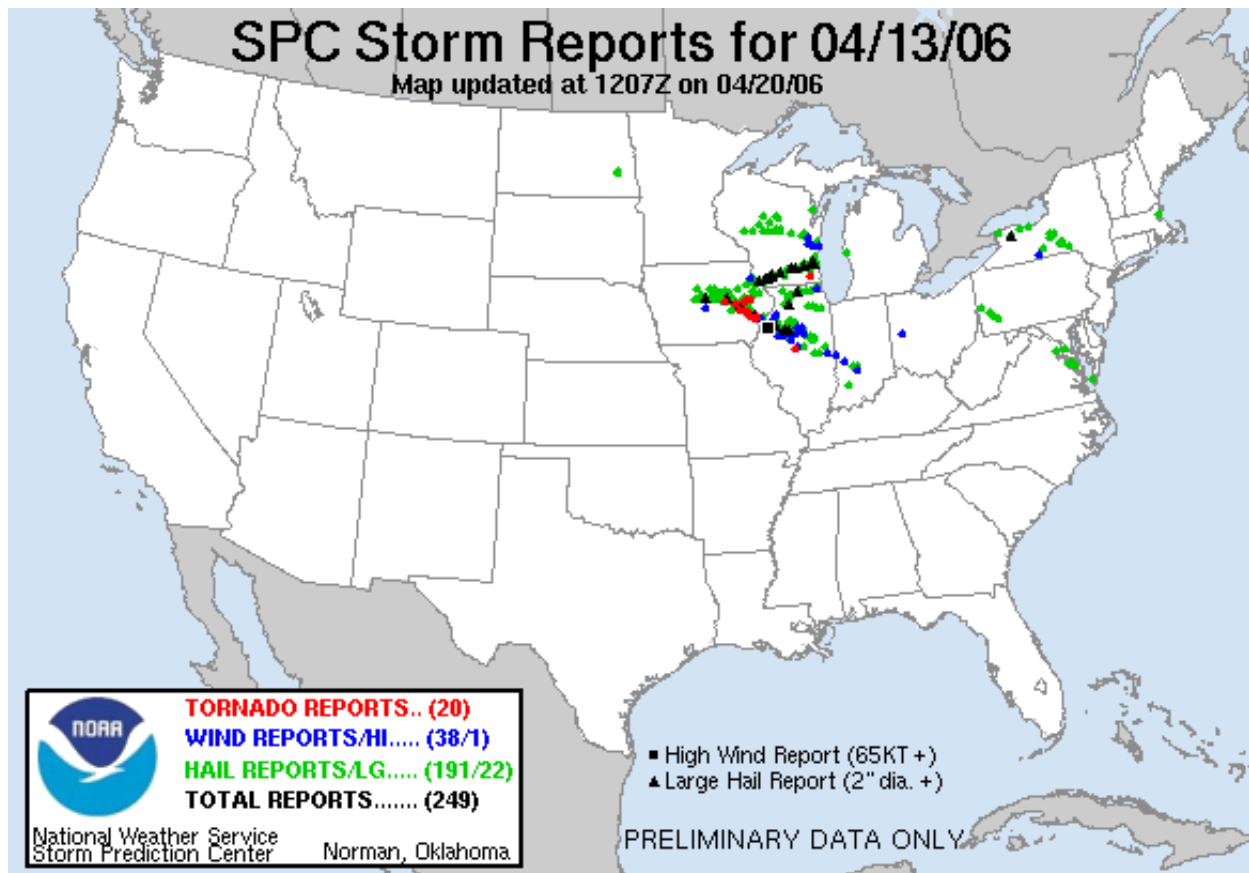 SPC Storm Reports for 04/13/06
Map updated at 1207Z on 04/20/06
NOAA
TORNADO REPORTS.. (20)
WIND REPORTS/HI..... (38/1)
HAIL REPORTS/LG..... (191/22)
TOTAL REPORTS....... (249)
National Weather Service
Storm Prediction Center Norman, Oklahoma
High Wind Report (65KT +)
Large Hail Report (2" dia. +)
PRELIMINARY DATA ONLY